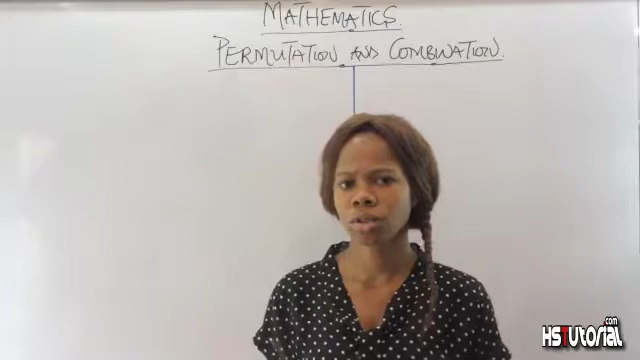 MATHEMATICS.
PERMUTATION AND COMBINATION.
HSTutorial
.com